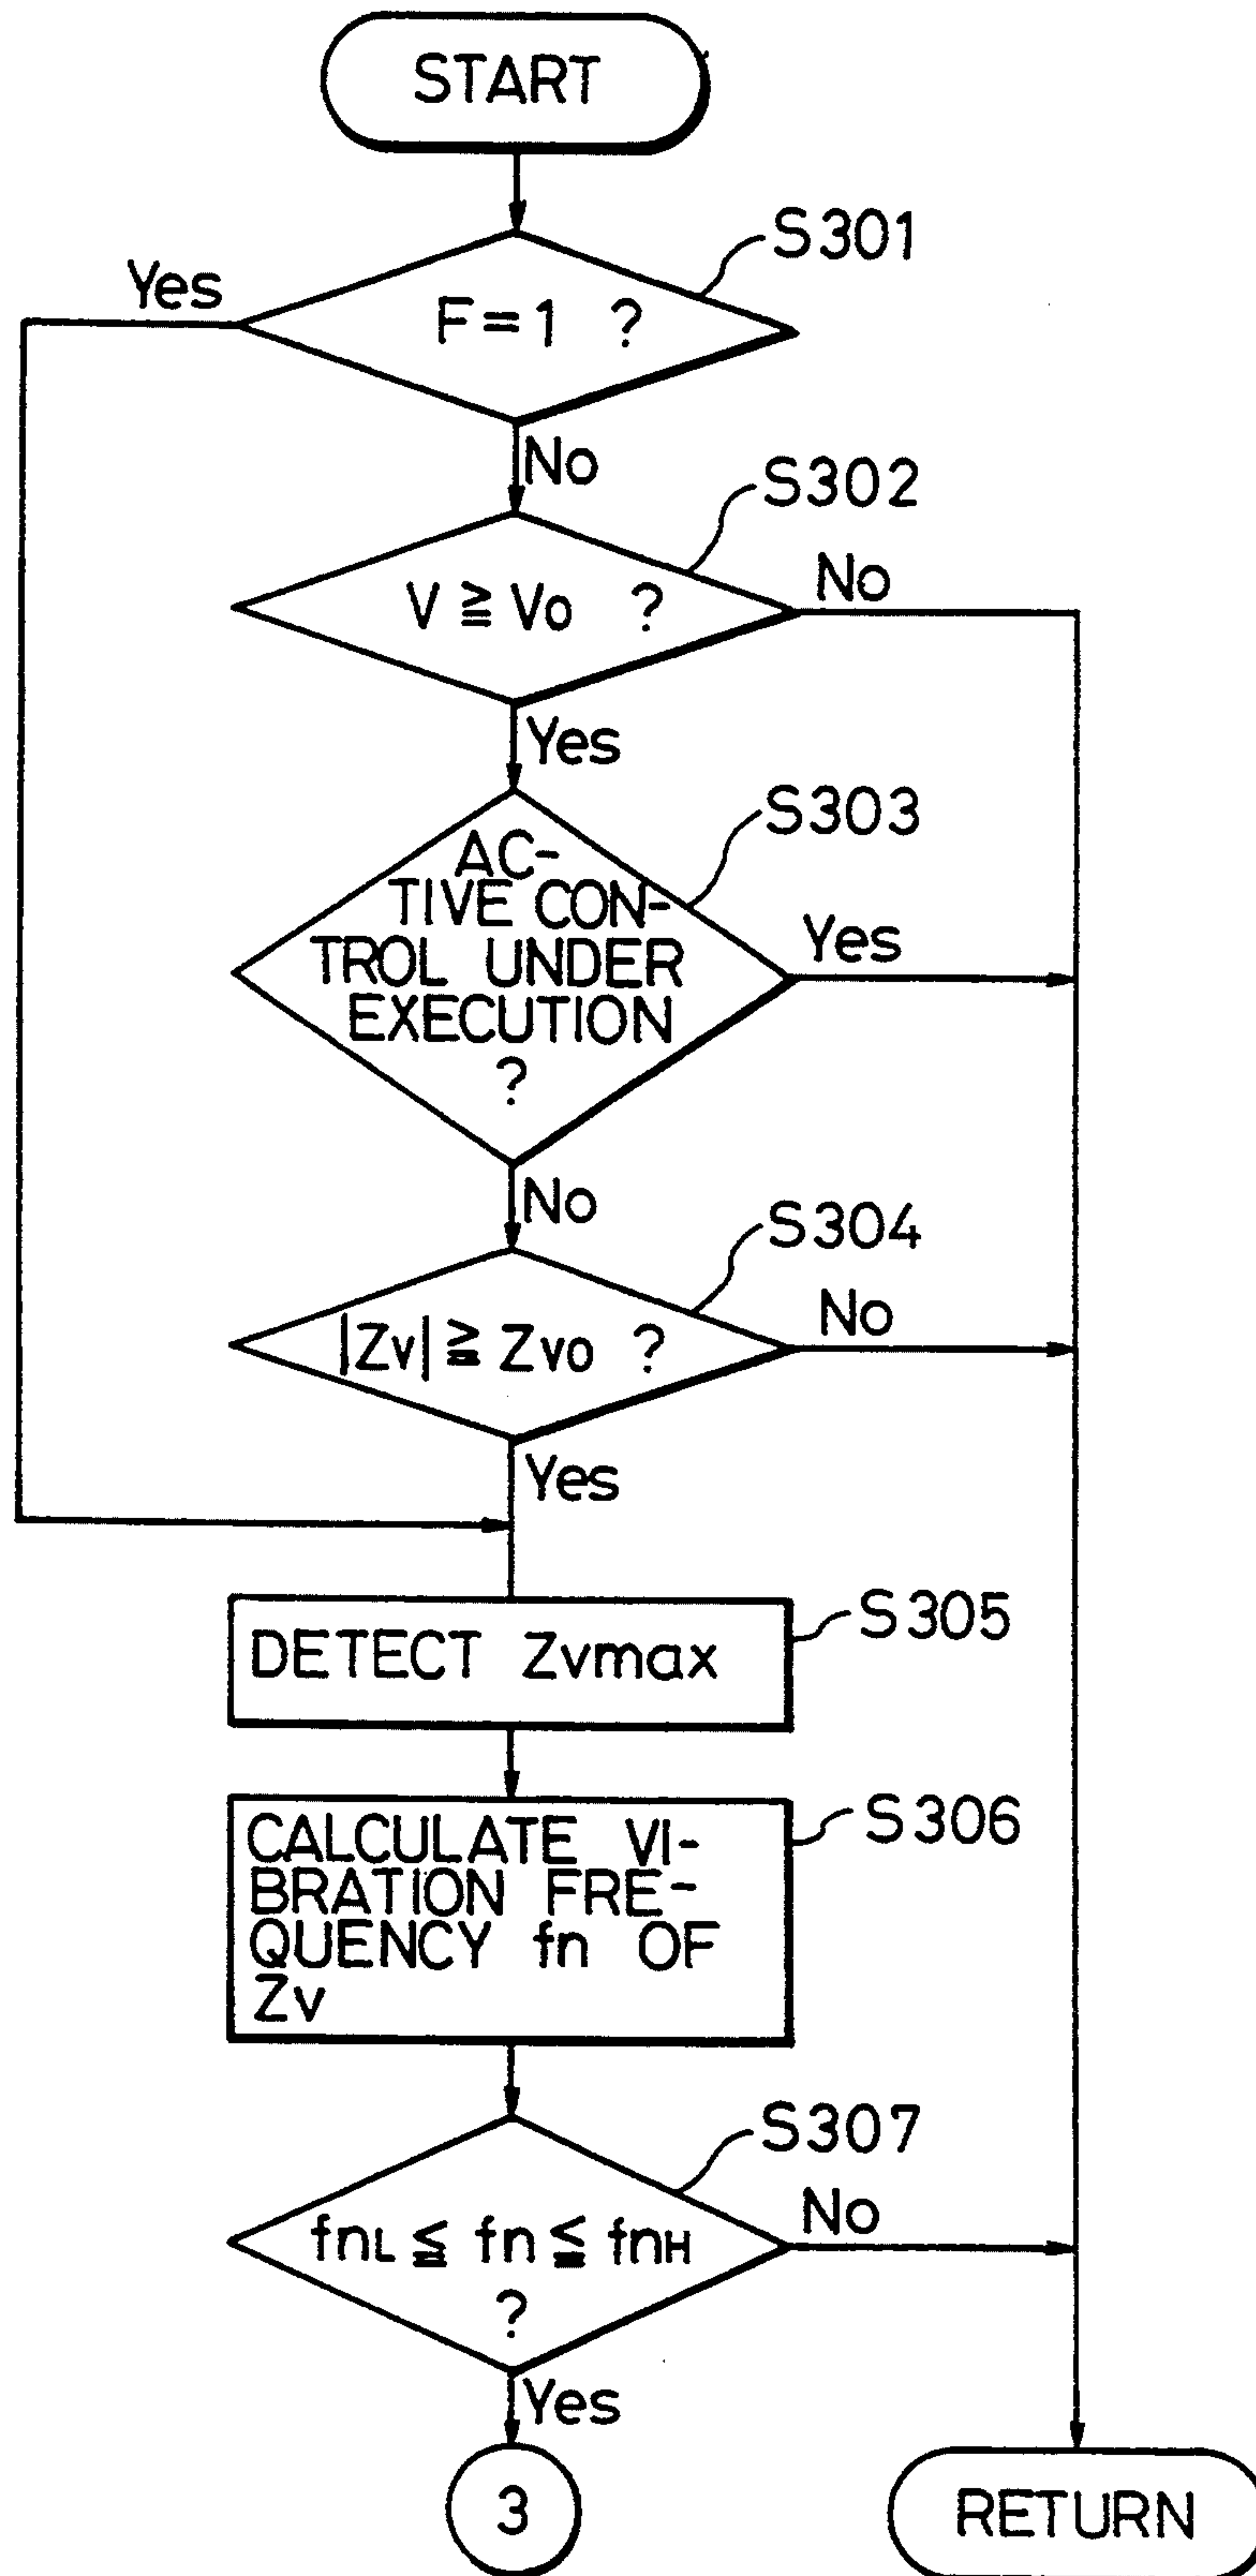 START
S301
Yes
F=1 ?
No
S302
V ≧ Vo ?
No
Yes
S303
AC-
TIVE CON-
TROL UNDER
EXECUTION
?
Yes
No
S304
|Zv| ≧ Zvo ?
No
Yes
S305
DETECT Zvmax
S306
CALCULATE VI-
BRATION FRE-
QUENCY fn OF
Zv
S307
fnL ≦ fn ≦ fnH
?
No
Yes
3
RETURN